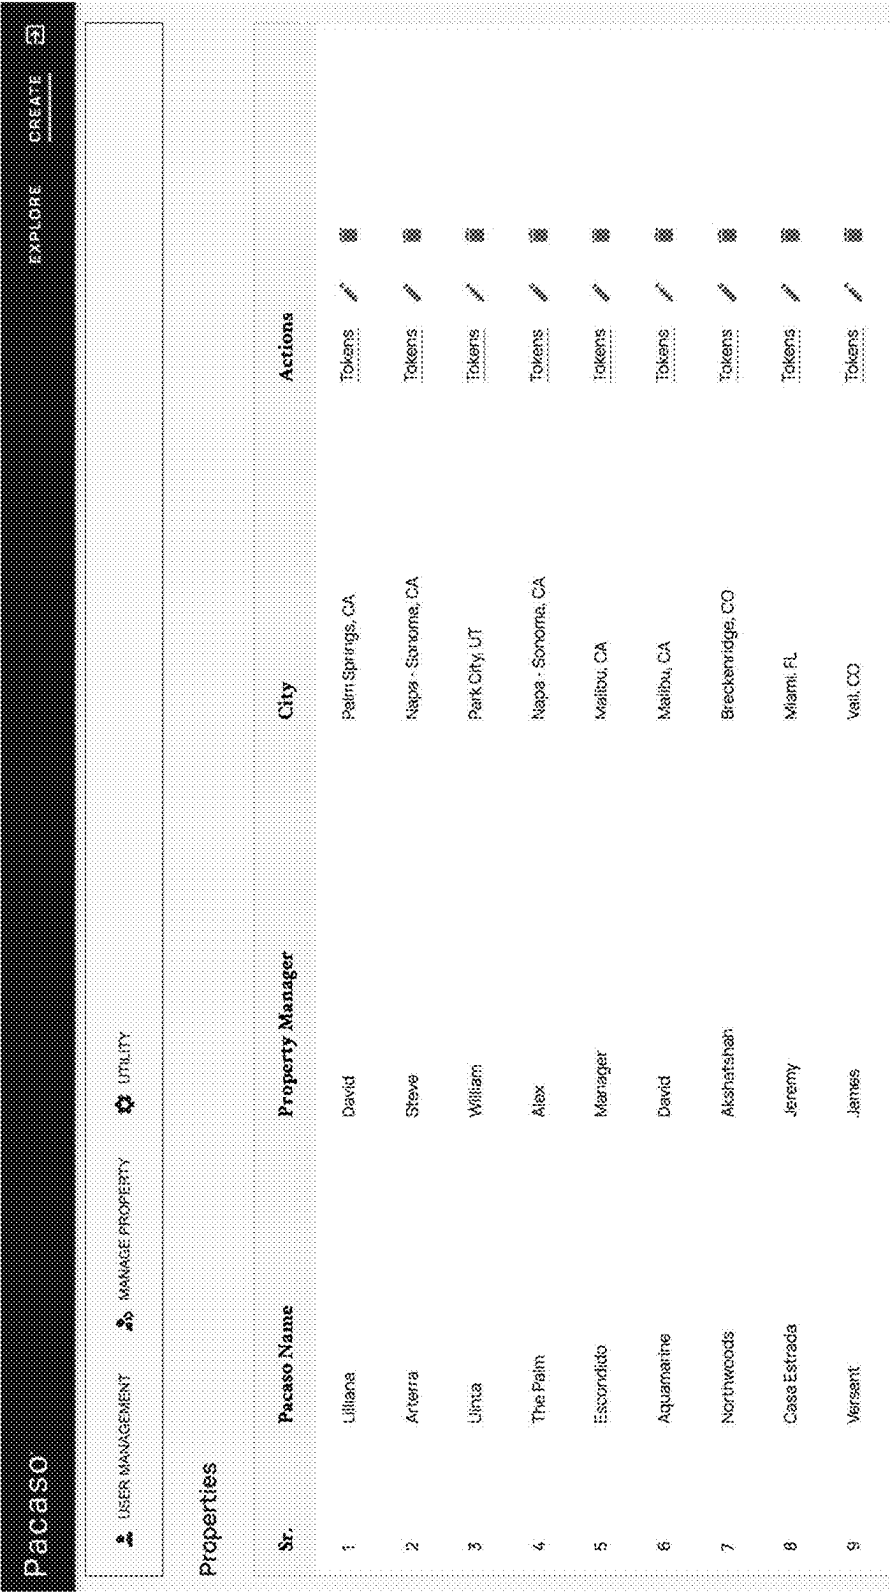 Pacaso EXPLORE CREATE
USER MANAGEMENT MANAGE PROPERTY UTILITY
Properties
Sr. Pacaso Name Property Manager City Actions
1 Lilliana David Palm Springs, CA Tokens
2 Arterra Steve Napa - Sonoma, CA Tokens
3 Uinta William Park City, UT Tokens
4 The Palm Alex Napa - Sonoma, CA Tokens
5 Escondido Manager Malibu, CA Tokens
6 Aquamarine David Malibu, CA Tokens
7 Northwoods Akshatshah Breckenridge, CO Tokens
8 Casa Estrada Jeremy Miami, FL Tokens
9 Versant James Vail, CO Tokens